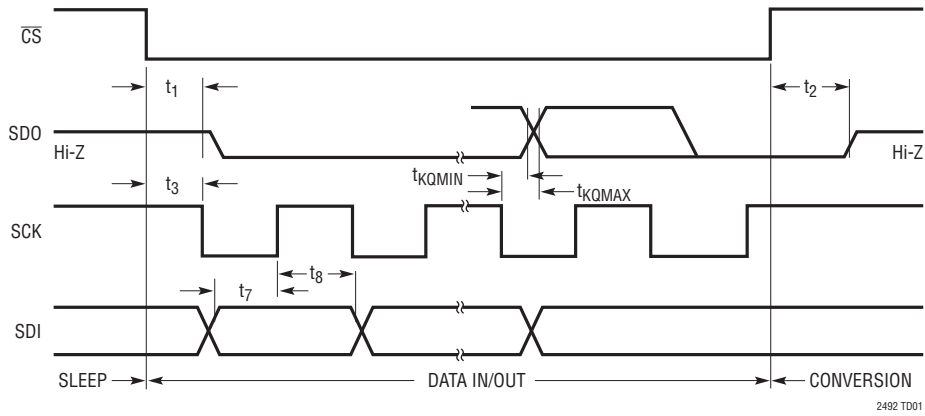 CS
t1
t2
SDO
Hi-Z
Hi-Z
tKQMIN
t3
tKQMAX
SCK
t8
t7
SDI
SLEEP
DATA IN/OUT
CONVERSION
2492 TD01